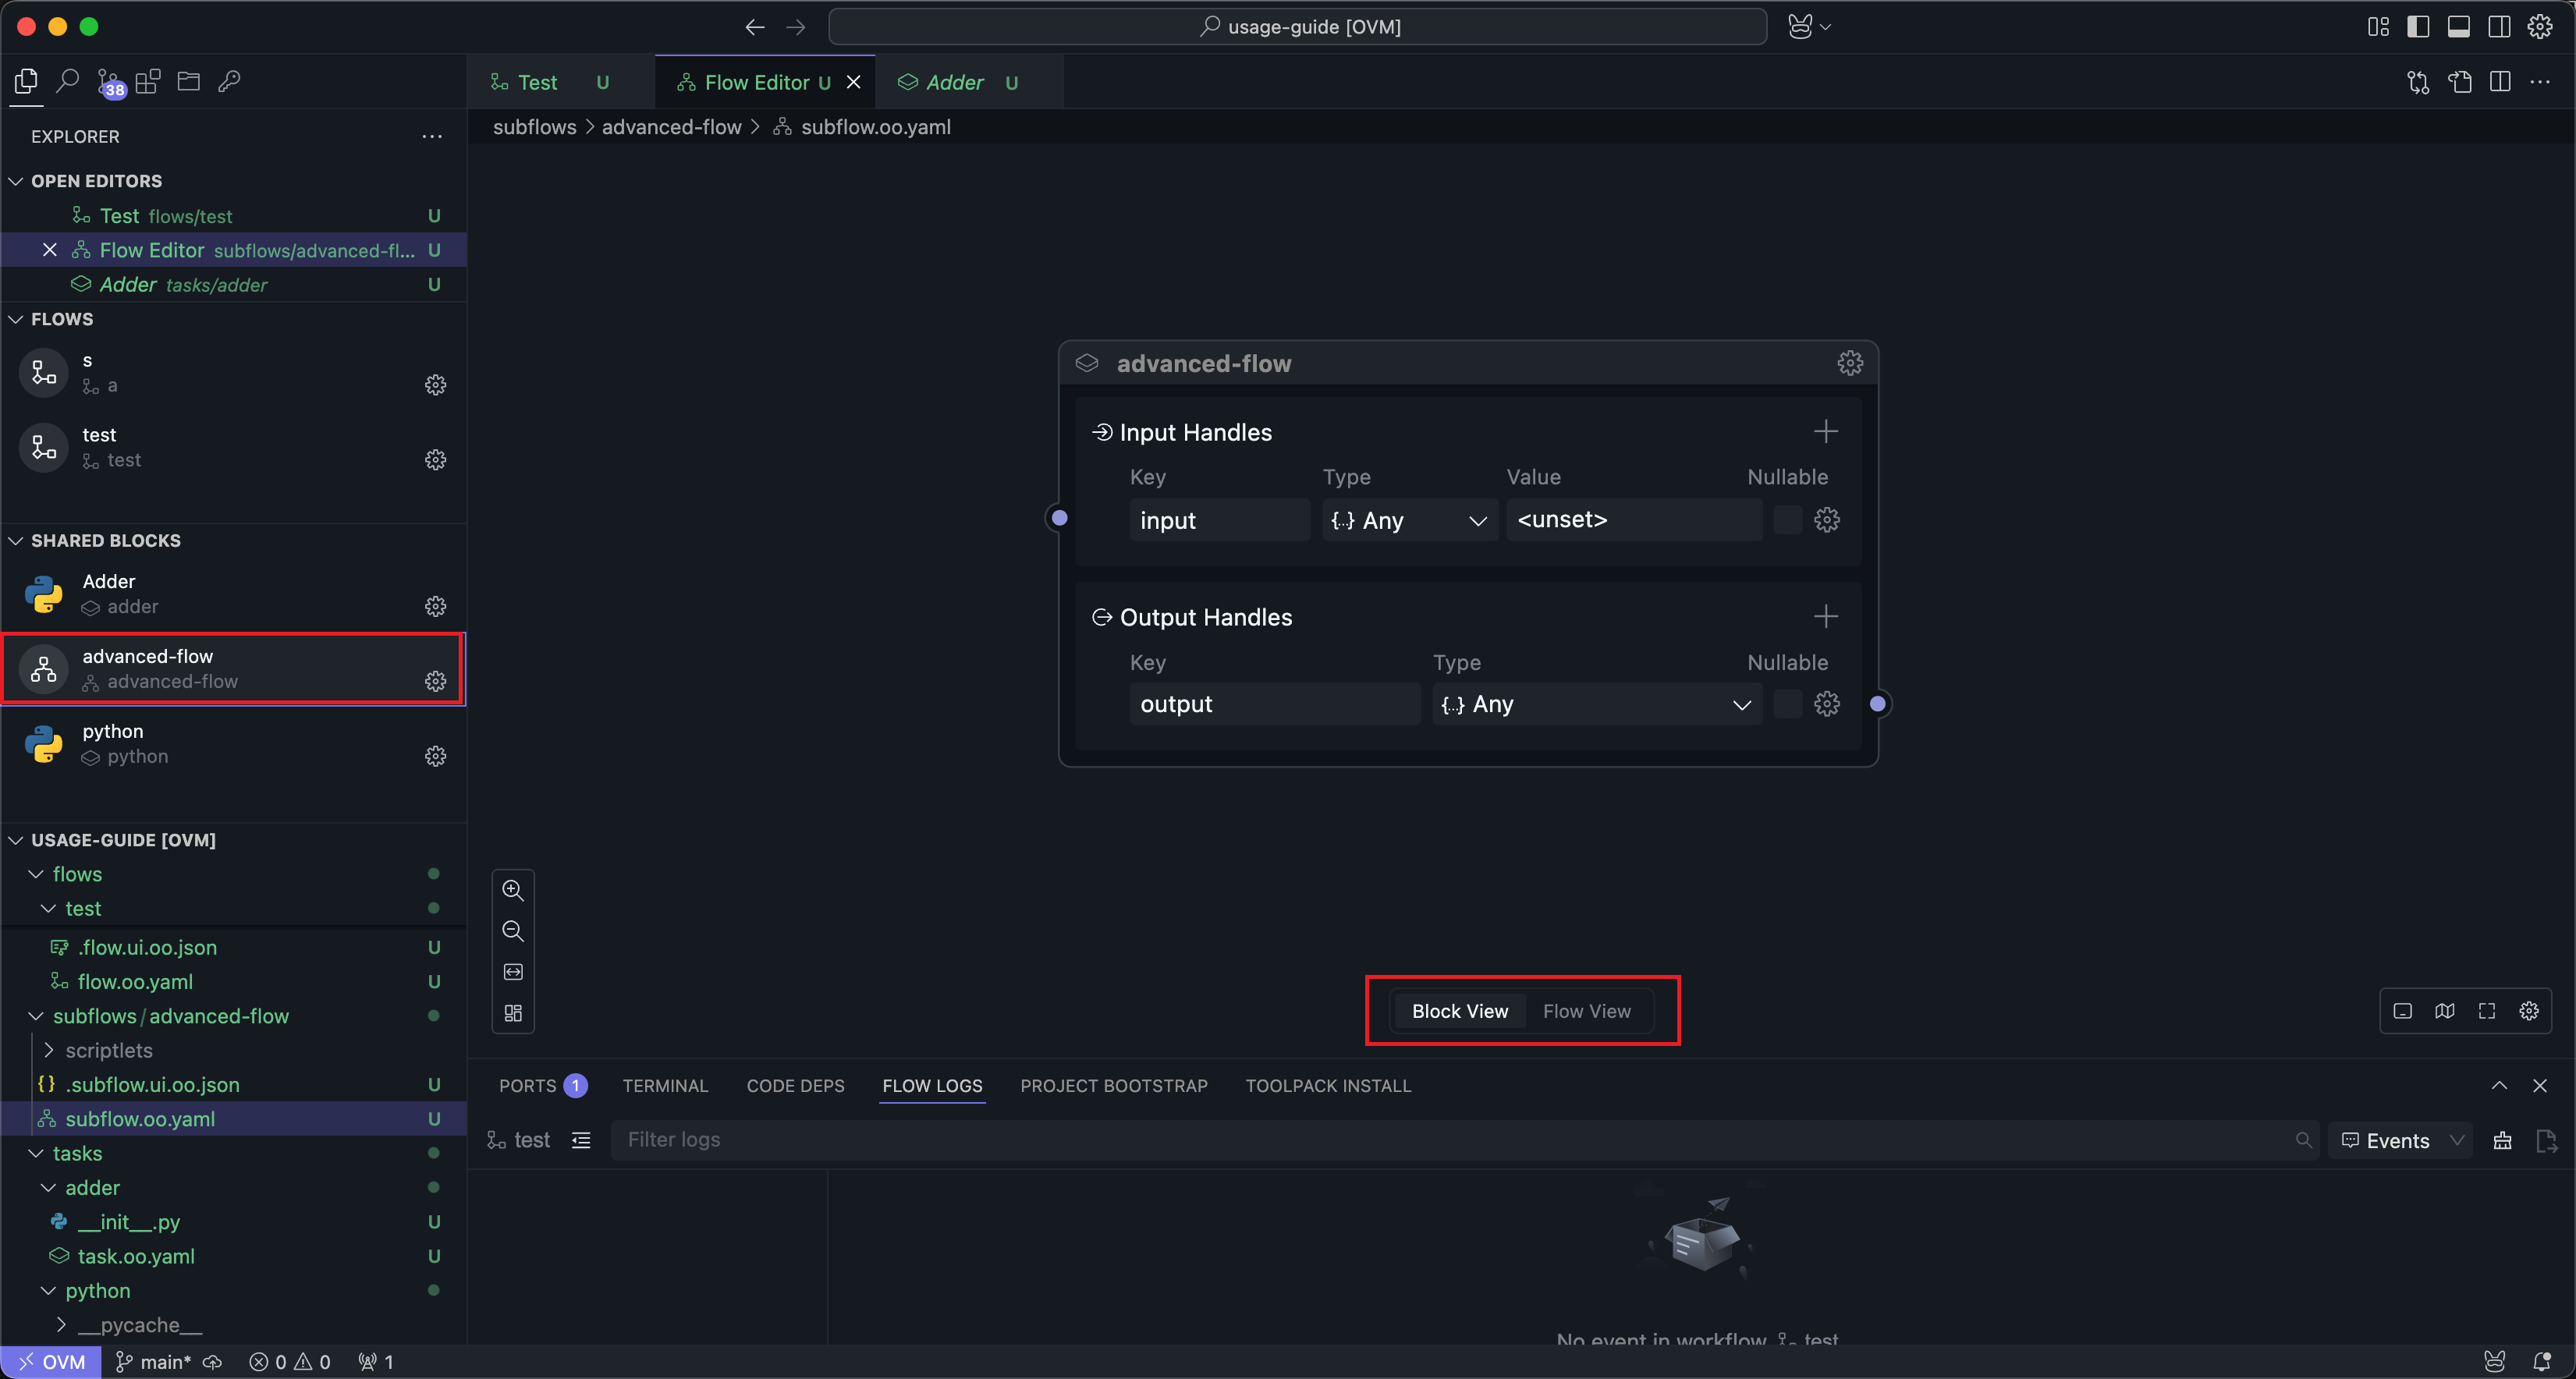 usage-guide [OVM]
38
Test U
Flow Editor U
Adder U
EXPLORER
subflows advanced-flow subflow.oo.yaml
OPEN EDITORS
Test flows/test U
Flow Editor subflows/advanced-fl... U
Adder tasks/adder U
FLOWS
s
a
test
test
SHARED BLOCKS
Adder
adder
advanced-flow
advanced-flow
python
python
USAGE-GUIDE [OVM]
flows
test
.flow.ui.oo.json U
flow.oo.yaml U
subflows/advanced-flow
scriptlets
.subflow.ui.oo.json U
subflow.oo.yaml U
tasks
adder
__init__.py U
task.oo.yaml U
python
__pycache__
advanced-flow
Input Handles
Key Type Value Nullable
input {..} Any <unset>
Output Handles
Key Type Nullable
output {..} Any
Block View Flow View
PORTS 1 TERMINAL CODE DEPS FLOW LOGS PROJECT BOOTSTRAP TOOLPACK INSTALL
test Filter logs Events
No event in workflow test
OVM main* 0 0 1